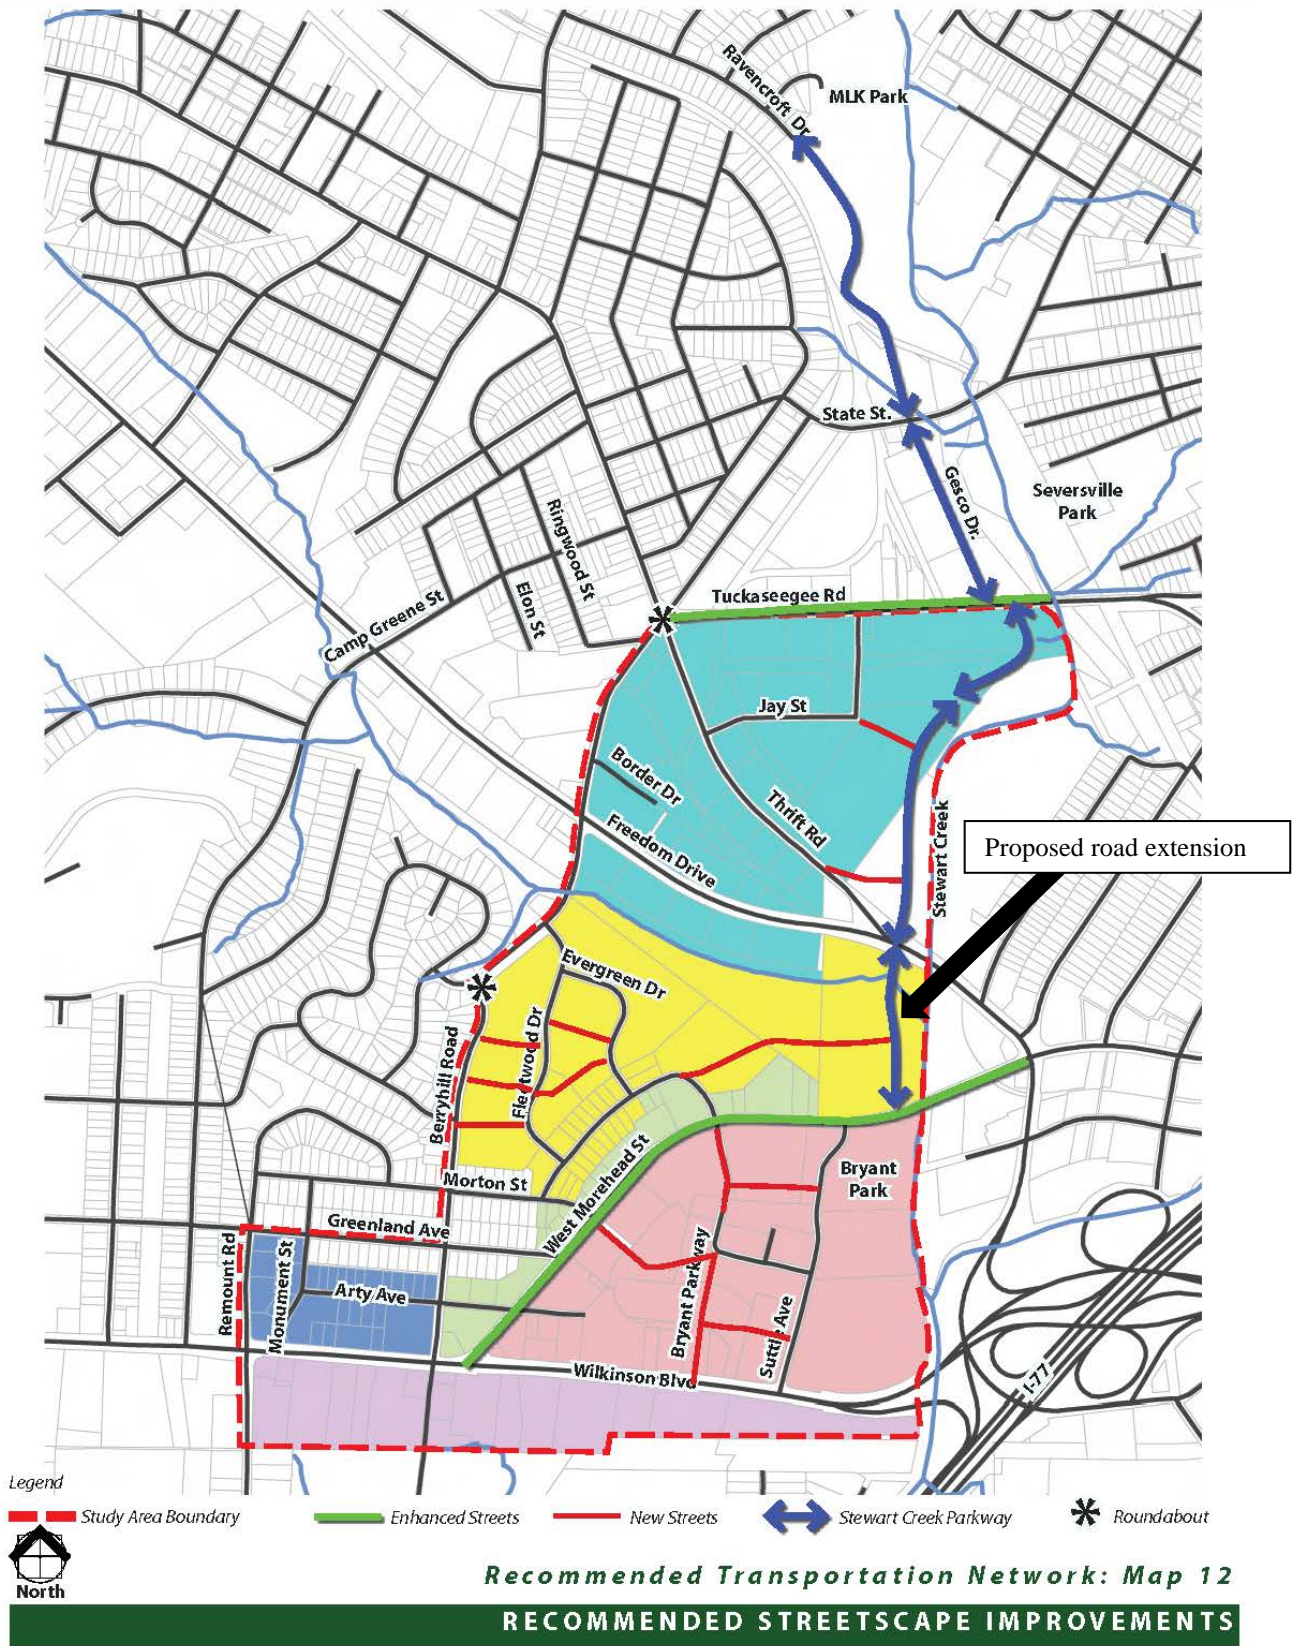 Ravencroft Dr
MLK Park
State St.
Gesco Dr.
Seversville
Park
Ringwood St
Elon St
Camp Greene St
Tuckaseegee Rd
Jay St
Border Dr
Thrift Rd
Freedom Drive
Stewart Creek
Proposed road extension
Evergreen Dr
Fleetwood Dr
Berryhill Road
Morton St
West Morehead St
Bryant
Park
Greenland Ave
Remount Rd
Monument St
Arty Ave
Bryant Parkway
Suttle Ave
Wilkinson Blvd
I-77
Legend
Study Area Boundary
Enhanced Streets
New Streets
Stewart Creek Parkway
Roundabout
North
Recommended Transportation Network: Map 12
RECOMMENDED STREETSCAPE IMPROVEMENTS